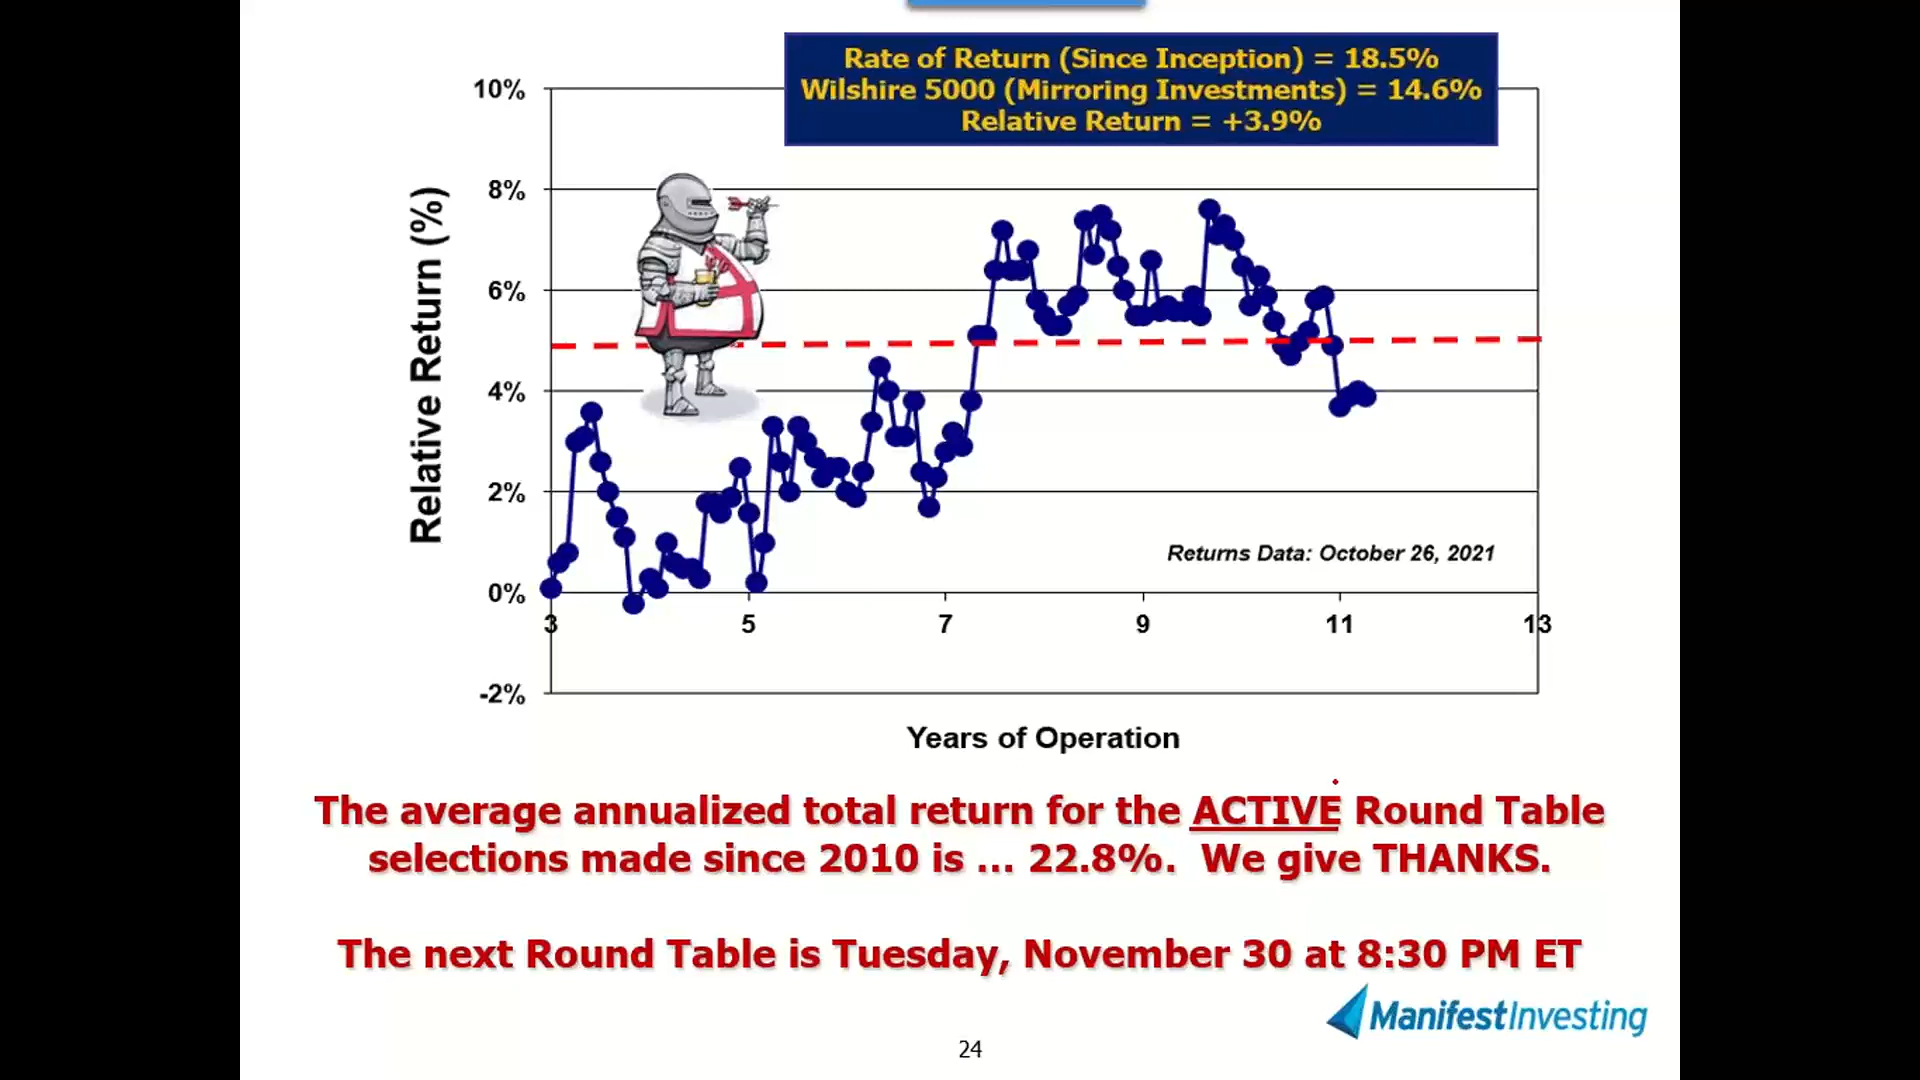 Rate of Return (Since Inception) = 18.5%
Wilshire 5000 (Mirroring Investments) = 14.6%
Relative Return = +3.9%
10%
8%
6%
4%
2%
0%
-2%
Relative Return (%)
Returns Data: October 26, 2021
3 5 7 9 11 13
Years of Operation
The average annualized total return for the ACTIVE Round Table
selections made since 2010 is ... 22.8%. We give THANKS.
The next Round Table is Tuesday, November 30 at 8:30 PM ET
ManifestInvesting
24